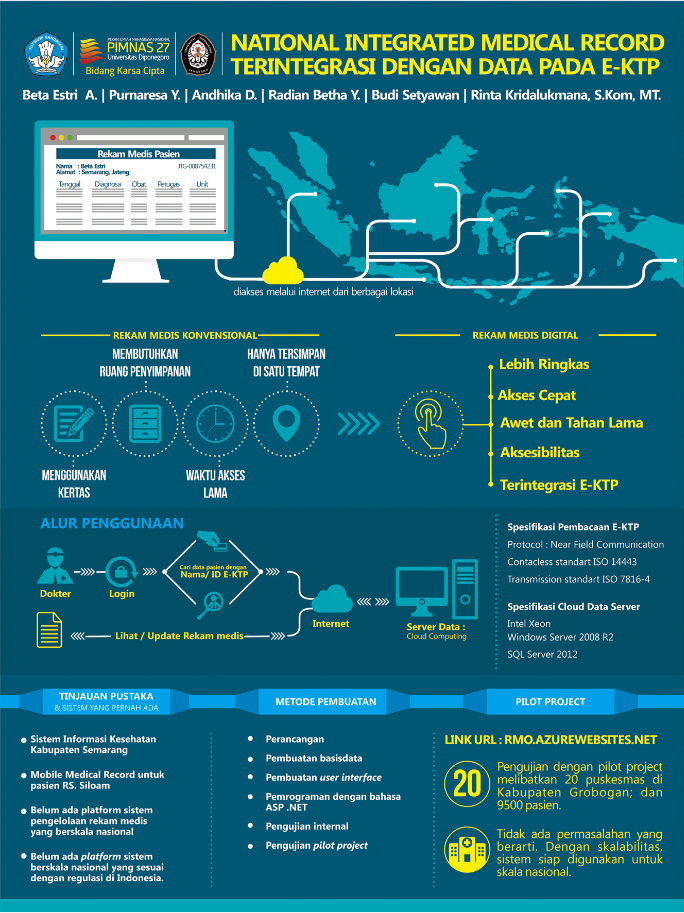 PEKAN ILMIAH MAHASISWA NASIONAL
PIMNAS 27
Universitas Diponegoro
Bidang Karsa Cipta
NATIONAL INTEGRATED MEDICAL RECORD
TERINTEGRASI DENGAN DATA PADA E-KTP
Beta Estri A. | Purnaresa Y. | Andhika D. | Radian Betha Y. | Budi Setyawan | Rinta Kridalukmana, S.Kom, MT.
Rekam Medis Pasien
Nama : Beta Estri
JTG-008754231
Alamat : Semarang, Jateng
Tanggal Diagnosa Obat Petugas Unit
diakses melalui internet dari berbagai lokasi
REKAM MEDIS KONVENSIONAL
MEMBUTUHKAN
RUANG PENYIMPANAN
HANYA TERSIMPAN
DI SATU TEMPAT
MENGGUNAKAN
KERTAS
WAKTU AKSES
LAMA
REKAM MEDIS DIGITAL
Lebih Ringkas
Akses Cepat
Awet dan Tahan Lama
Aksesibilitas
Terintegrasi E-KTP
ALUR PENGGUNAAN
Dokter
Login
Cari data pasien dengan
Nama/ ID E-KTP
Internet
Server Data :
Cloud Computing
Lihat / Update Rekam medis
Spesifikasi Pembacaan E-KTP
Protocol : Near Field Communication
Contacless standart ISO 14443
Transmission standart ISO 7816-4
Spesifikasi Cloud Data Server
Intel Xeon
Windows Server 2008 R2
SQL Server 2012
TINJAUAN PUSTAKA
& SISTEM YANG PERNAH ADA
Sistem Informasi Kesehatan
Kabupaten Semarang
Mobile Medical Record untuk
pasien RS. Siloam
Belum ada platform sistem
pengelolaan rekam medis
yang berskala nasional
Belum ada platform sistem
berskala nasional yang sesuai
dengan regulasi di Indonesia.
METODE PEMBUATAN
Perancangan
Pembuatan basisdata
Pembuatan user interface
Pemrograman dengan bahasa
ASP .NET
Pengujian internal
Pengujian pilot project
PILOT PROJECT
LINK URL : RMO.AZUREWEBSITES.NET
20
Pengujian dengan pilot project
melibatkan 20 puskesmas di
Kabupaten Grobogan; dan
9500 pasien.
Tidak ada permasalahan yang
berarti. Dengan skalabilitas,
sistem siap digunakan untuk
skala nasional.